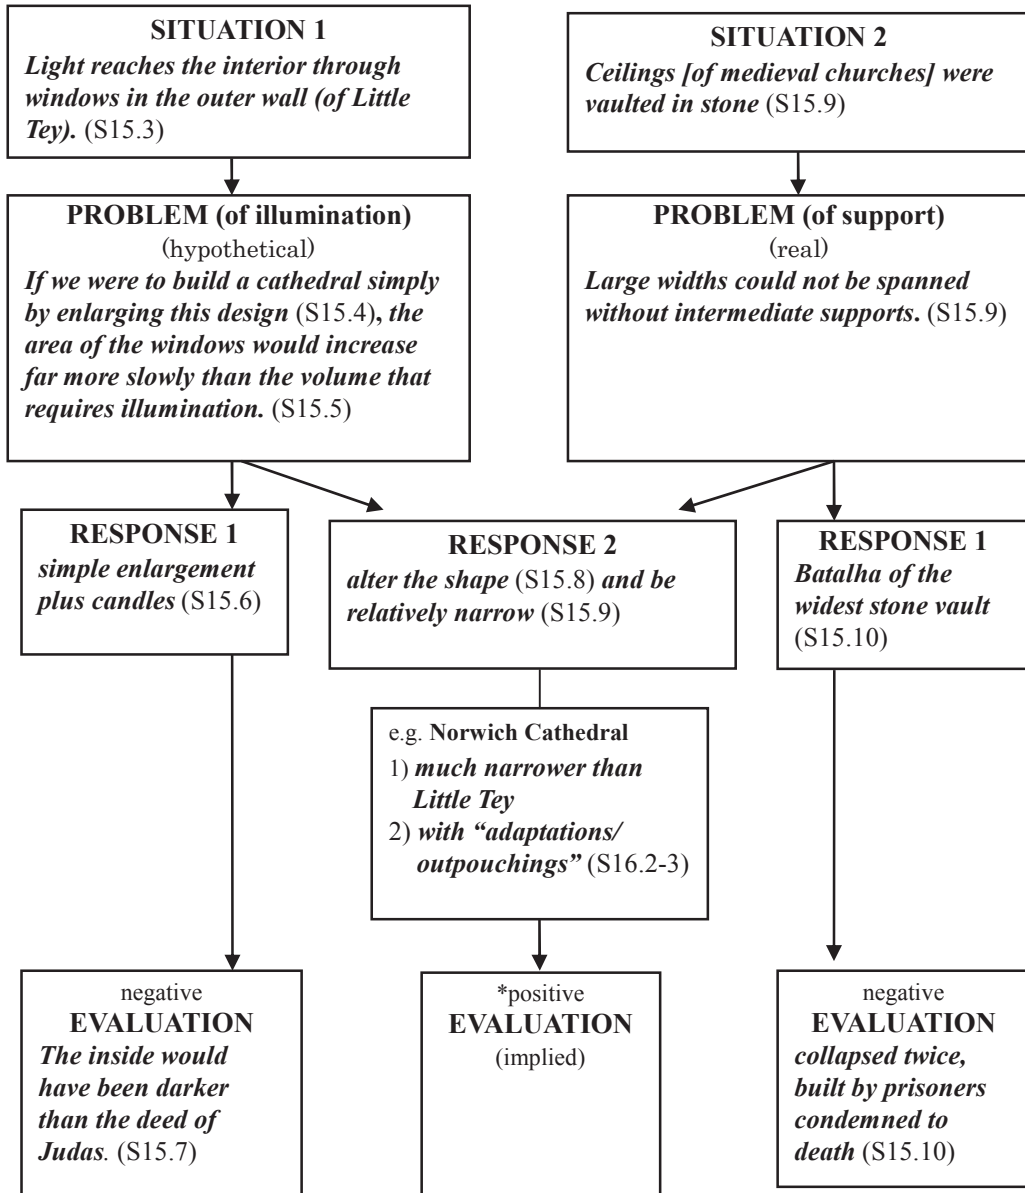 SITUATION 1
Light reaches the interior through
windows in the outer wall (of Little
Tey). (S15.3)
SITUATION 2
Ceilings [of medieval churches] were
vaulted in stone (S15.9)
PROBLEM (of illumination)
(hypothetical)
If we were to build a cathedral simply
by enlarging this design (S15.4), the
area of the windows would increase
far more slowly than the volume that
requires illumination. (S15.5)
PROBLEM (of support)
(real)
Large widths could not be spanned
without intermediate supports. (S15.9)
RESPONSE 1
simple enlargement
plus candles (S15.6)
RESPONSE 2
alter the shape (S15.8) and be
relatively narrow (S15.9)
RESPONSE 1
Batalha of the
widest stone vault
(S15.10)
e.g. Norwich Cathedral
1) much narrower than
Little Tey
2) with “adaptations/
outpouchings” (S16.2-3)
negative
EVALUATION
The inside would
have been darker
than the deed of
Judas. (S15.7)
*positive
EVALUATION
(implied)
negative
EVALUATION
collapsed twice,
built by prisoners
condemned to
death (S15.10)